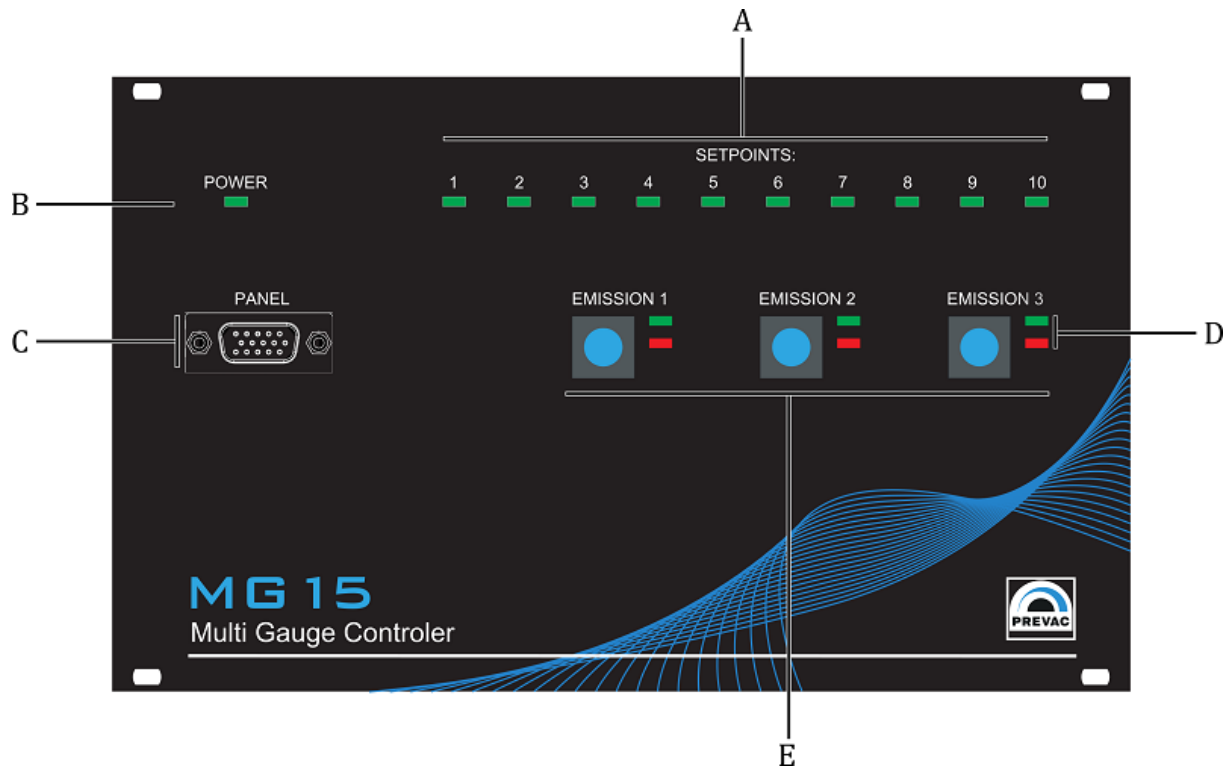 A
SETPOINTS:
POWER 1 2 3 4 5 6 7 8 9 10
B
PANEL EMISSION 1 EMISSION 2 EMISSION 3
C D
MG 15
Multi Gauge Controler
PREVAC
E